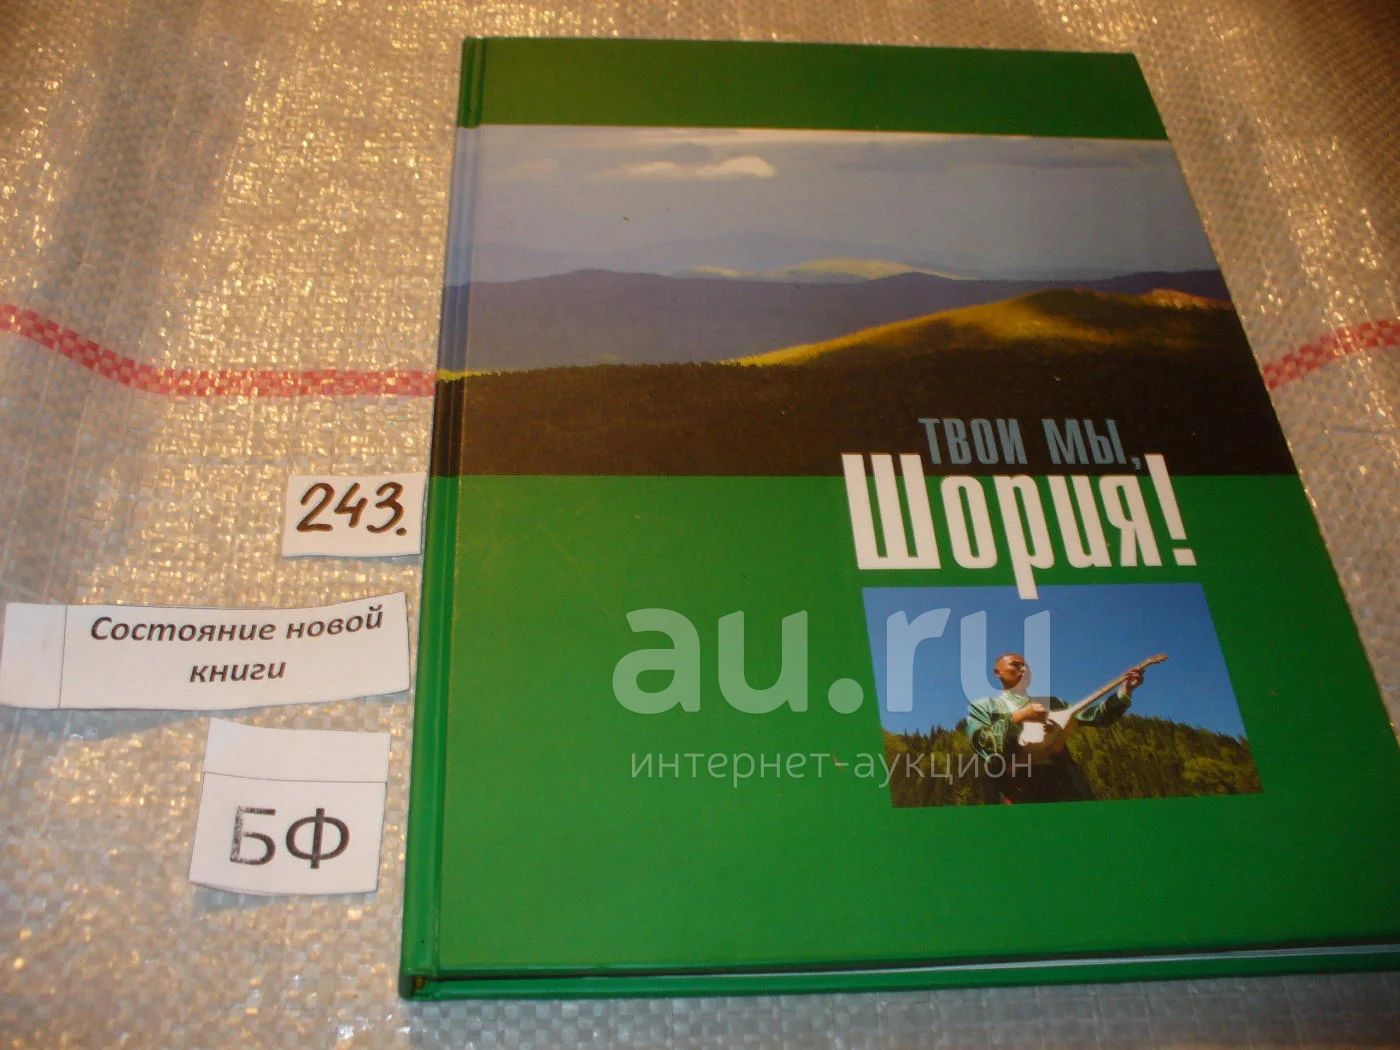 ТВОИ МЫ,
Шория!
243.
Состояние новой
книги
БФ
au.ru
интернет-аукцион